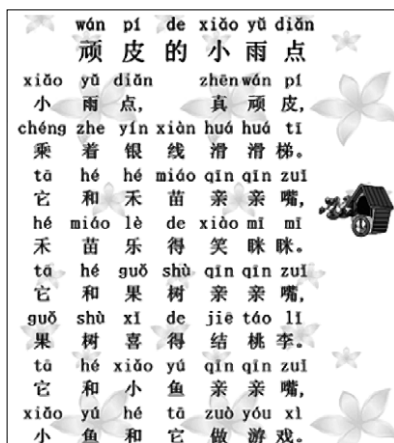 wán pí de xiǎo yǔ diǎn
顽皮的小雨点
xiǎo yǔ diǎn zhēn wán pí
小雨点，真顽皮，
chéng zhe yín xiàn huá huá tī
乘着银线滑滑梯。
tā hé hé miáo qīn qīn zuǐ
它和禾苗亲亲嘴，
hé miáo lè de xiào mī mī
禾苗乐得笑眯眯。
tā hé guǒ shù qīn qīn zuǐ
它和果树亲亲嘴，
guǒ shù xǐ de jiē táo lǐ
果树喜得结桃李。
tā hé xiǎo yú qīn qīn zuǐ
它和小鱼亲亲嘴，
xiǎo yú hé tā zuò yóu xì
小鱼和它做游戏。